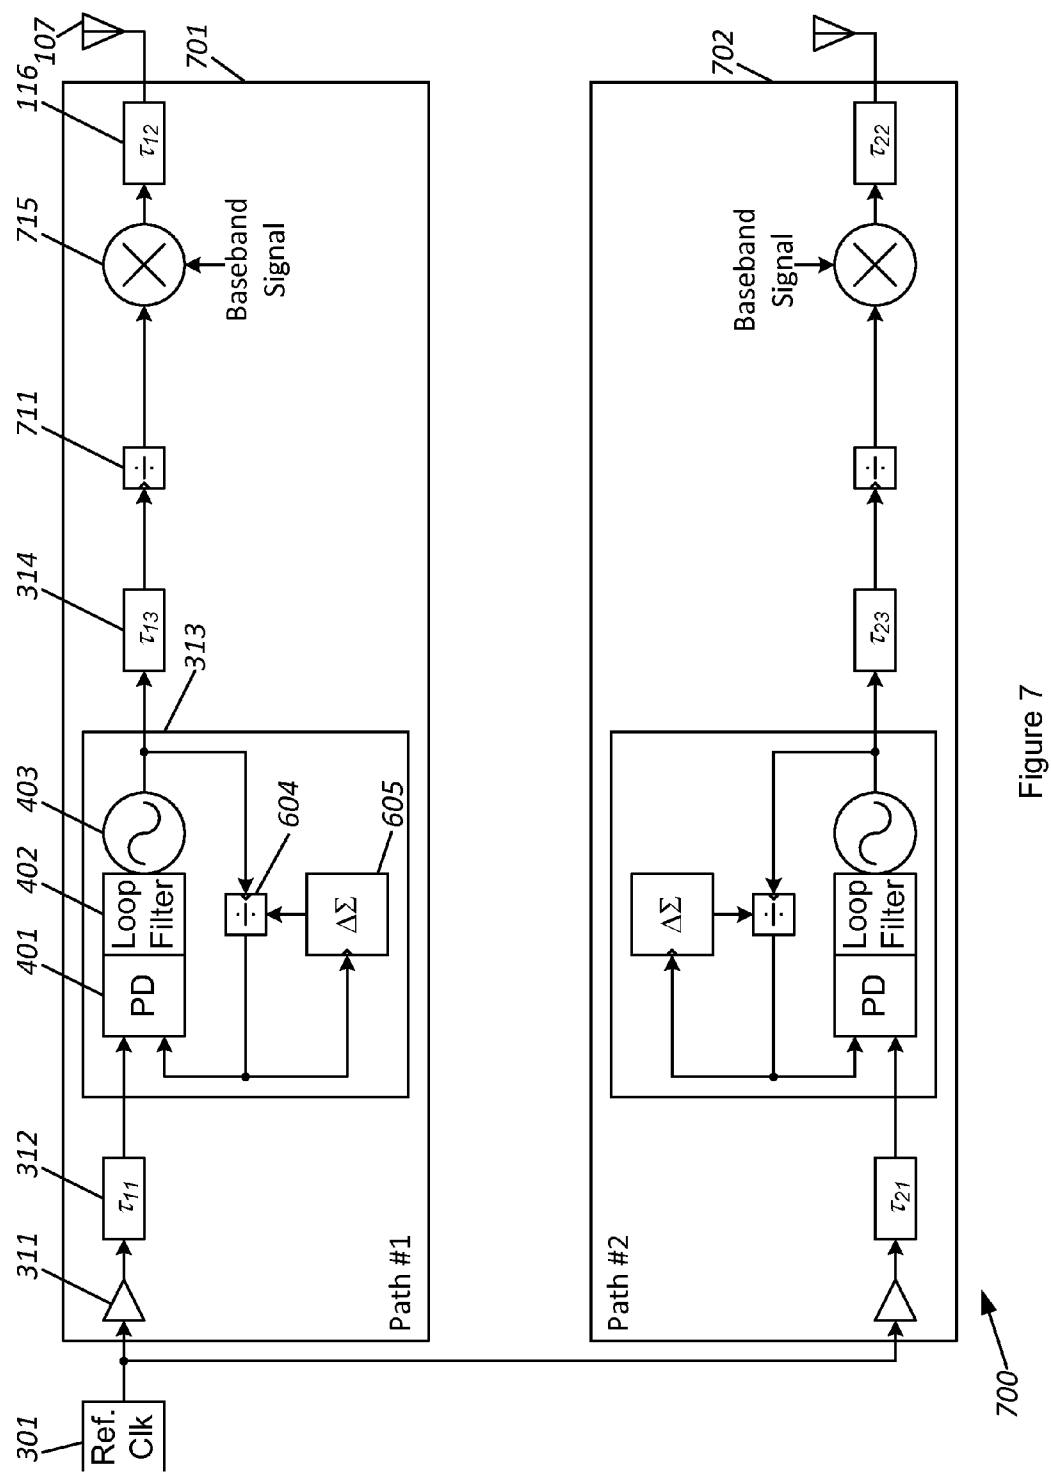 301
Ref.
Clk
311
312
401
402
403
313
314
711
715
116
107
701
τ11
PD
Loop
Filter
τ13
÷
τ12
Baseband
Signal
÷
604
ΔΣ
605
Path #1
702
Path #2
ΔΣ
÷
Baseband
Signal
τ21
PD
Loop
Filter
τ23
÷
τ22
700
Figure 7